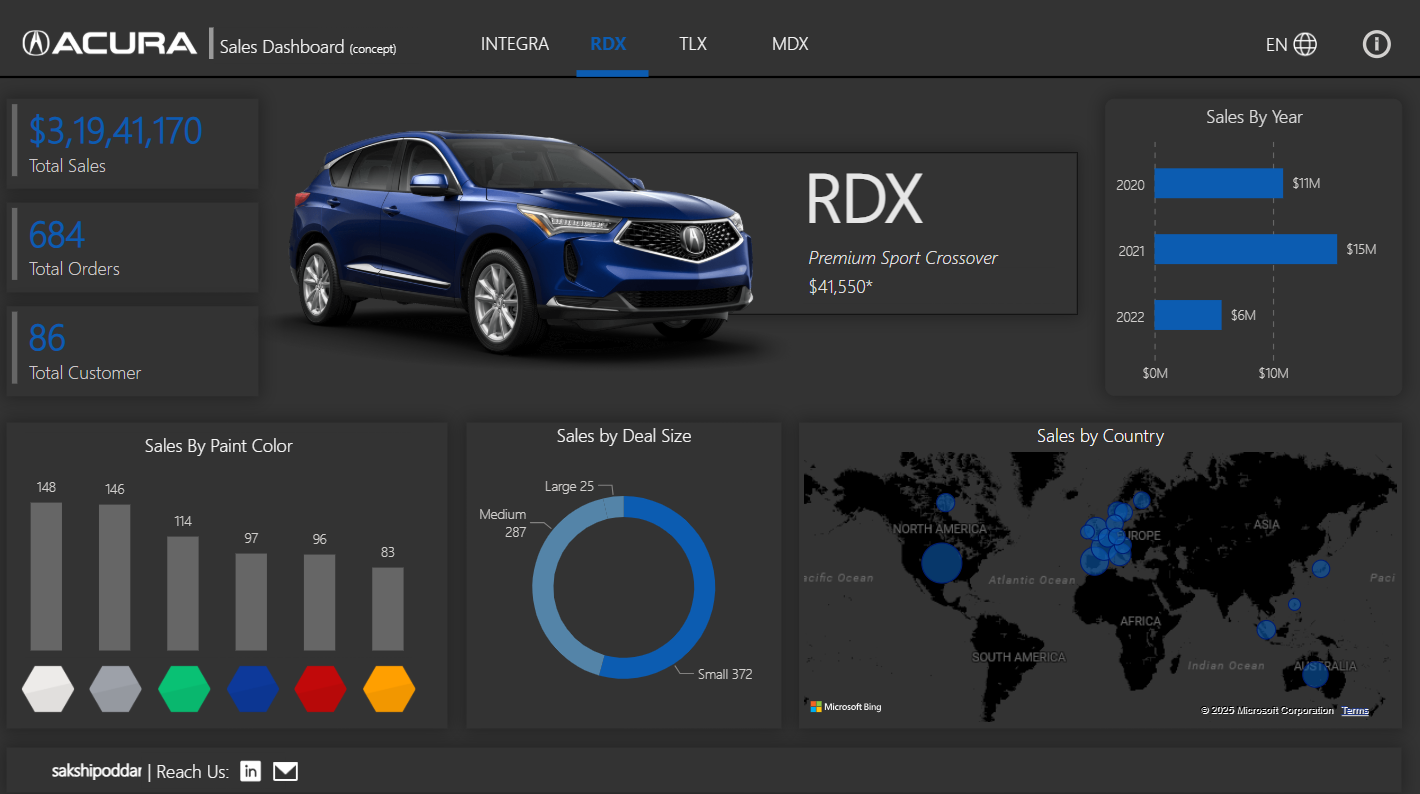 ACURA | Sales Dashboard (concept)
INTEGRA RDX TLX MDX
EN
i
$3,19,41,170
Total Sales
684
Total Orders
86
Total Customer
RDX
Premium Sport Crossover
$41,550*
Sales By Year
2020 $11M
2021 $15M
2022 $6M
$0M $10M
Sales By Paint Color
148 146 114 97 96 83
Sales by Deal Size
Large 25
Medium
287
Small 372
Sales by Country
NORTH AMERICA
EUROPE
ASIA
acific Ocean
Atlantic Ocean
Paci
AFRICA
SOUTH AMERICA
Indian Ocean
AUSTRALIA
Microsoft Bing
© 2025 Microsoft Corporation Terms
sakshipoddar | Reach Us: in